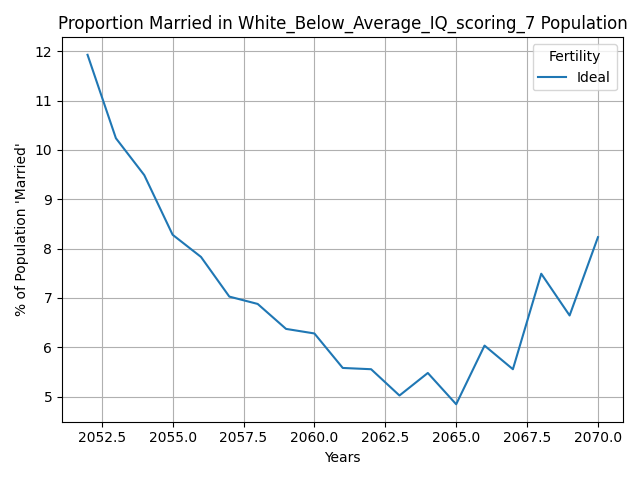 Proportion Married in White_Below_Average_IQ_scoring_7 Population
Fertility
Ideal
% of Population 'Married'
12
11
10
9
8
7
6
5
2052.5 2055.0 2057.5 2060.0 2062.5 2065.0 2067.5 2070.0
Years